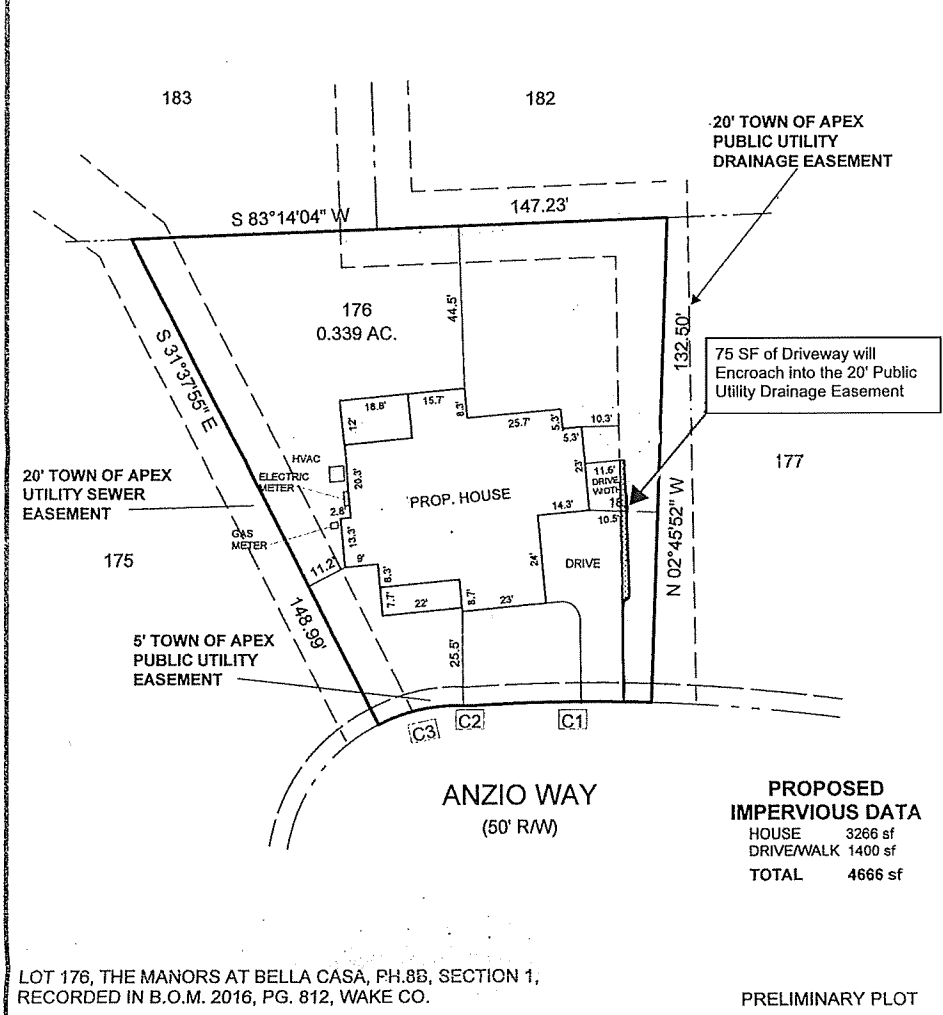 183
182
20' TOWN OF APEX
PUBLIC UTILITY
DRAINAGE EASEMENT
S 83°14'04" W
147.23'
176
0.339 AC.
44.5'
132.50'
S 31°37'55" E
75 SF of Driveway will
Encroach into the 20' Public
Utility Drainage Easement
18.8'
15.7'
8.3'
12'
25.7'
5.3'
10.3'
5.3'
HVAC
ELECTRIC
METER
20.3'
23'
11.6'
DRIVE
WIDTH
177
20' TOWN OF APEX
UTILITY SEWER
EASEMENT
PROP. HOUSE
2.8'
14.3'
18'
10.5'
GAS
METER
13.3'
175
11.2'
8'
6.3'
24'
DRIVE
N 02°45'52" W
7.7'
22'
8.7'
23'
148.99'
5' TOWN OF APEX
PUBLIC UTILITY
EASEMENT
25.5'
C3
C2
C1
ANZIO WAY
(50' R/W)
PROPOSED
IMPERVIOUS DATA
HOUSE 3266 sf
DRIVE/WALK 1400 sf
TOTAL 4666 sf
LOT 176, THE MANORS AT BELLA CASA, PH.8B, SECTION 1,
RECORDED IN B.O.M. 2016, PG. 812, WAKE CO.
PRELIMINARY PLOT